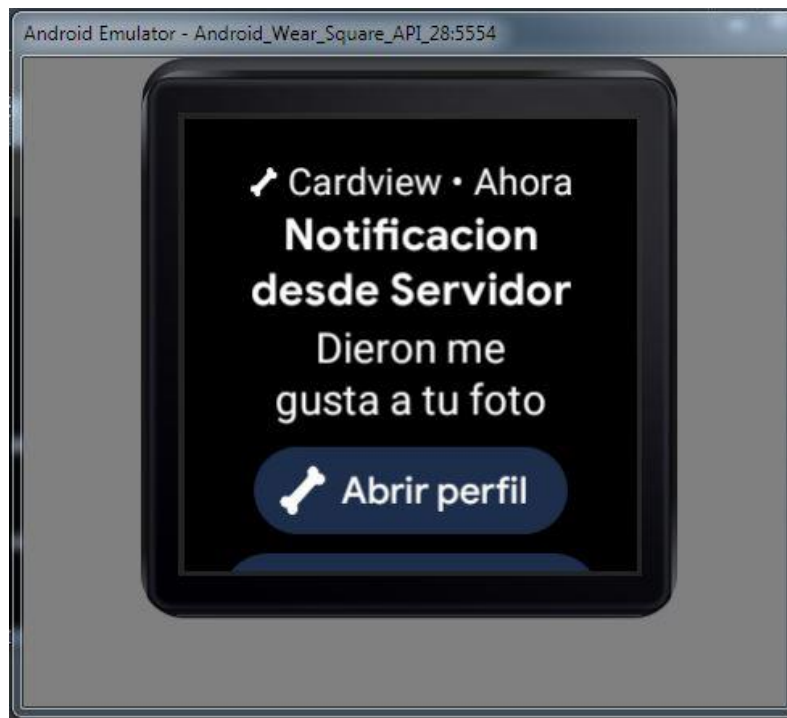 Android Emulator - Android_Wear_Square_API_28:5554
Cardview • Ahora
Notificacion
desde Servidor
Dieron me
gusta a tu foto
Abrir perfil